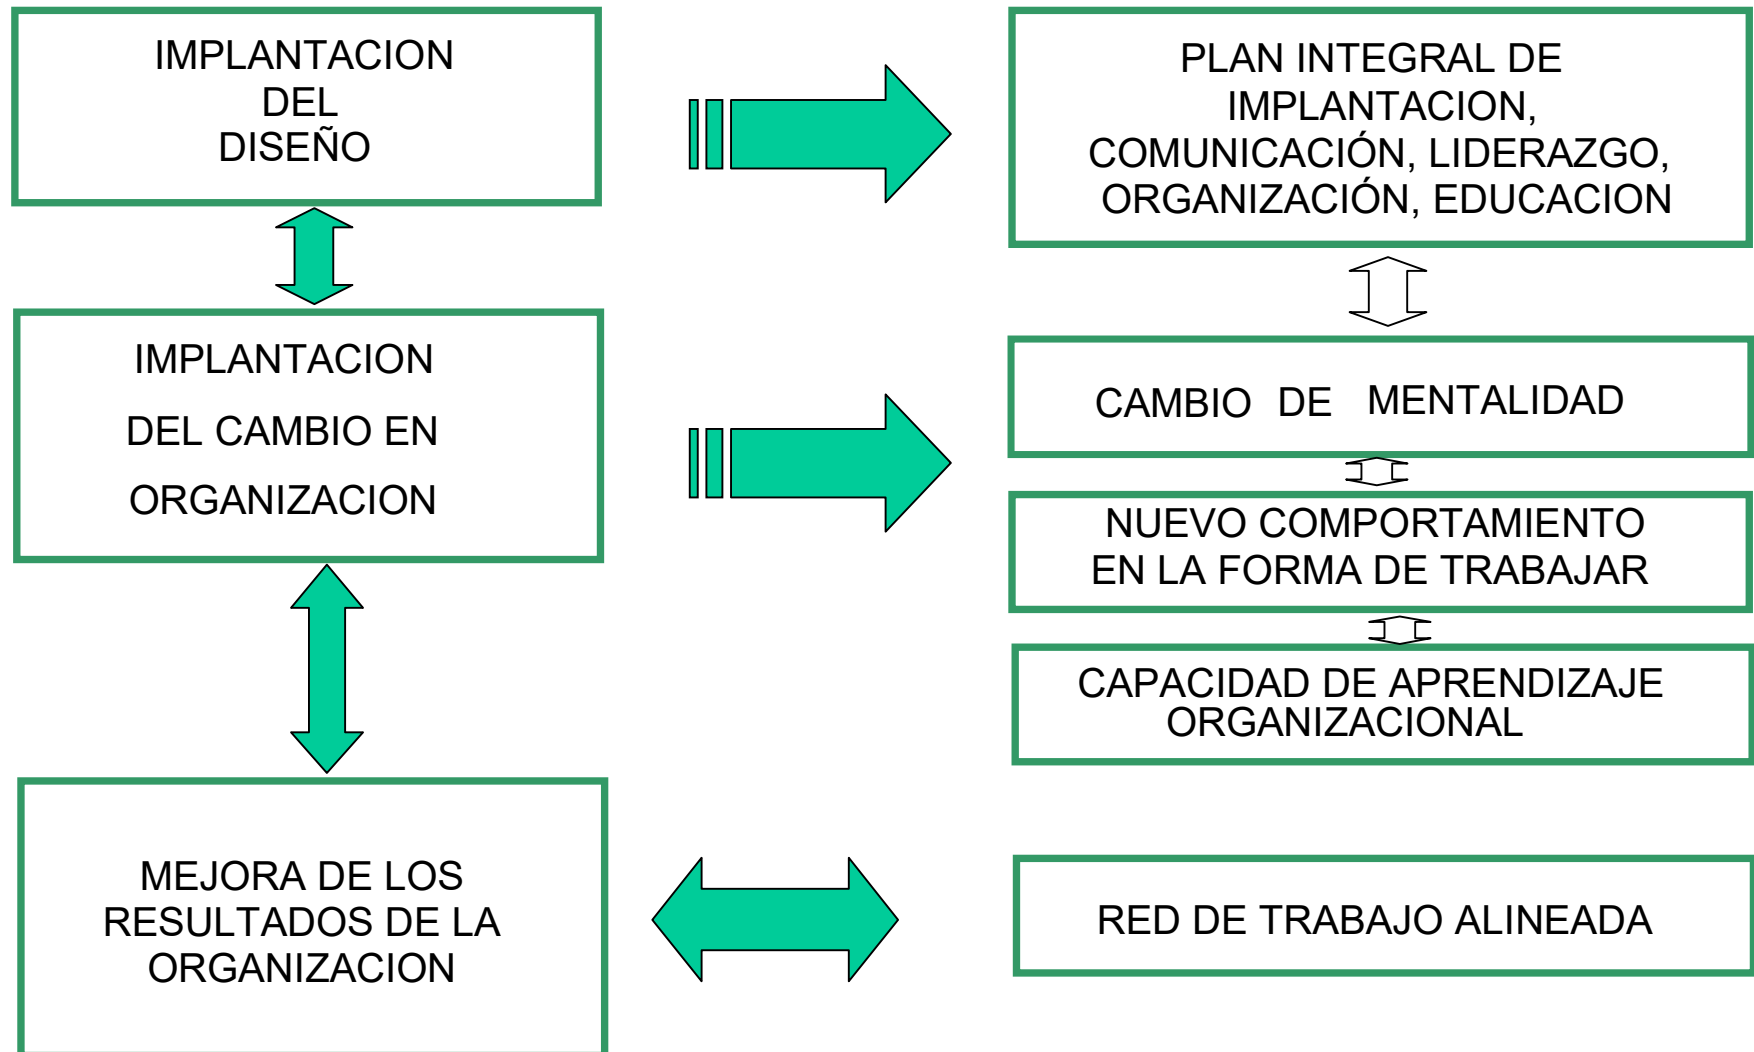 IMPLANTACION
DEL
DISEÑO
PLAN INTEGRAL DE
IMPLANTACION,
COMUNICACIÓN, LIDERAZGO,
ORGANIZACIÓN, EDUCACION
IMPLANTACION
DEL CAMBIO EN
ORGANIZACION
CAMBIO DE MENTALIDAD
NUEVO COMPORTAMIENTO
EN LA FORMA DE TRABAJAR
CAPACIDAD DE APRENDIZAJE
ORGANIZACIONAL
MEJORA DE LOS
RESULTADOS DE LA
ORGANIZACION
RED DE TRABAJO ALINEADA